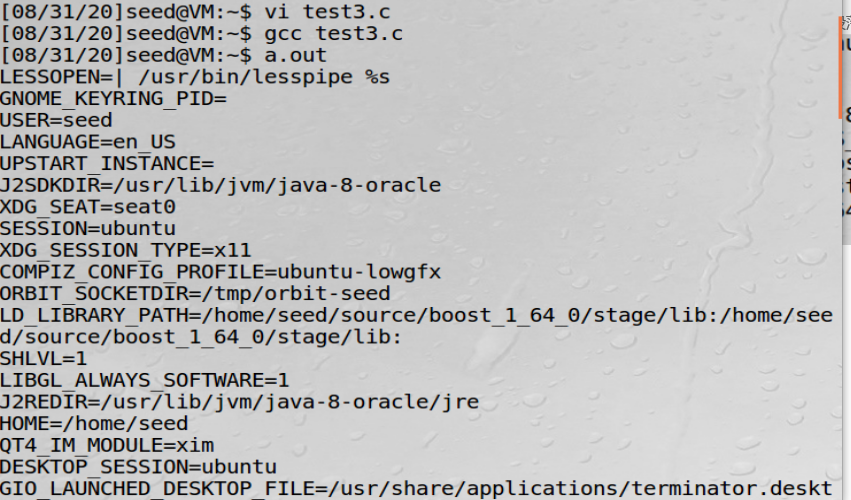 [08/31/20]seed@VM:~$ vi test3.c
[08/31/20]seed@VM:~$ gcc test3.c
[08/31/20]seed@VM:~$ a.out
LESSOPEN=| /usr/bin/lesspipe %s
GNOME_KEYRING_PID=
USER=seed
LANGUAGE=en_US
UPSTART_INSTANCE=
J2SDKDIR=/usr/lib/jvm/java-8-oracle
XDG_SEAT=seat0
SESSION=ubuntu
XDG_SESSION_TYPE=x11
COMPIZ_CONFIG_PROFILE=ubuntu-lowgfx
ORBIT_SOCKETDIR=/tmp/orbit-seed
LD_LIBRARY_PATH=/home/seed/source/boost_1_64_0/stage/lib:/home/see
d/source/boost_1_64_0/stage/lib:
SHLVL=1
LIBGL_ALWAYS_SOFTWARE=1
J2REDIR=/usr/lib/jvm/java-8-oracle/jre
HOME=/home/seed
QT4_IM_MODULE=xim
DESKTOP_SESSION=ubuntu
GIO_LAUNCHED_DESKTOP_FILE=/usr/share/applications/terminator.deskt